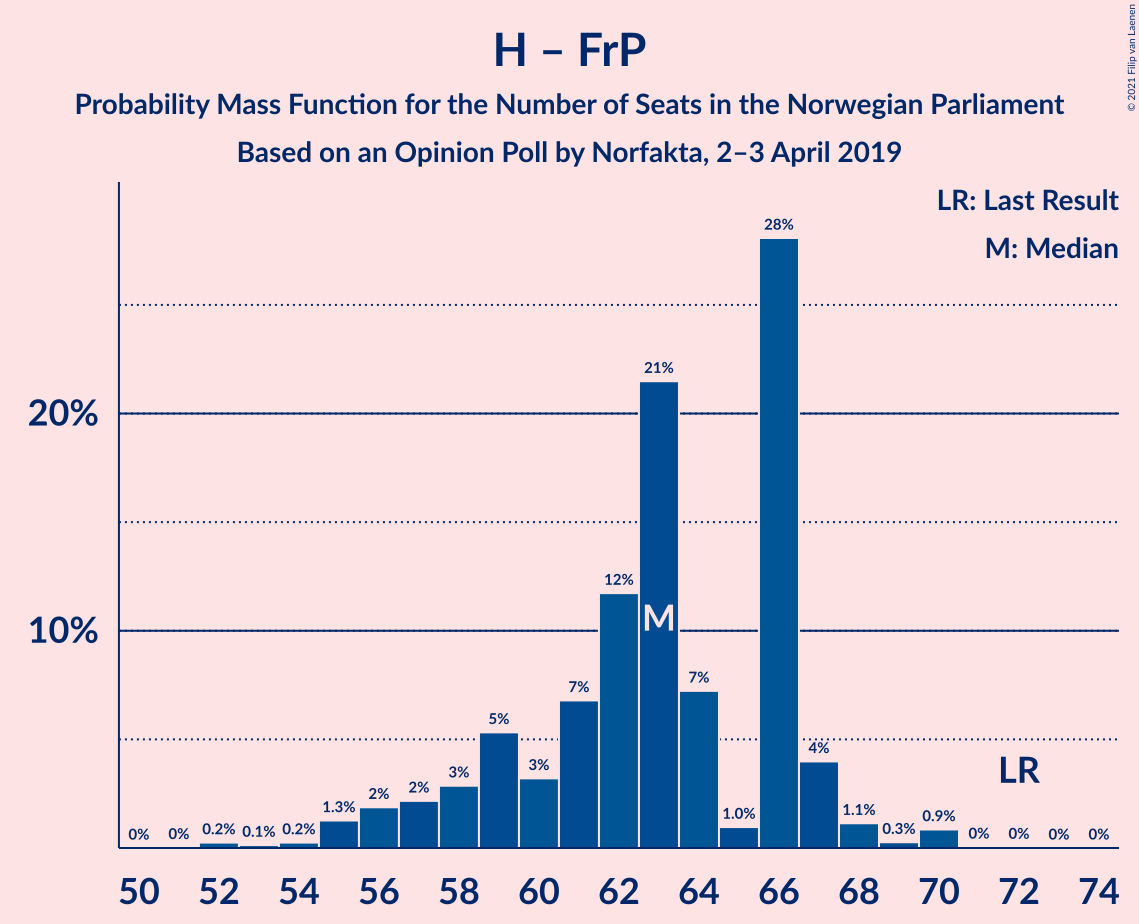 H – FrP
Probability Mass Function for the Number of Seats in the Norwegian Parliament
Based on an Opinion Poll by Norfakta, 2–3 April 2019
© 2021 Filip van Laenen
LR: Last Result
M: Median
20%
10%
0% 0% 0.2% 0.1% 0.2% 1.3% 2% 2% 3% 5% 3% 7% 12% 21% 7% 1.0% 28% 4% 1.1% 0.3% 0.9% 0% 0% 0% 0%
M
LR
50 52 54 56 58 60 62 64 66 68 70 72 74